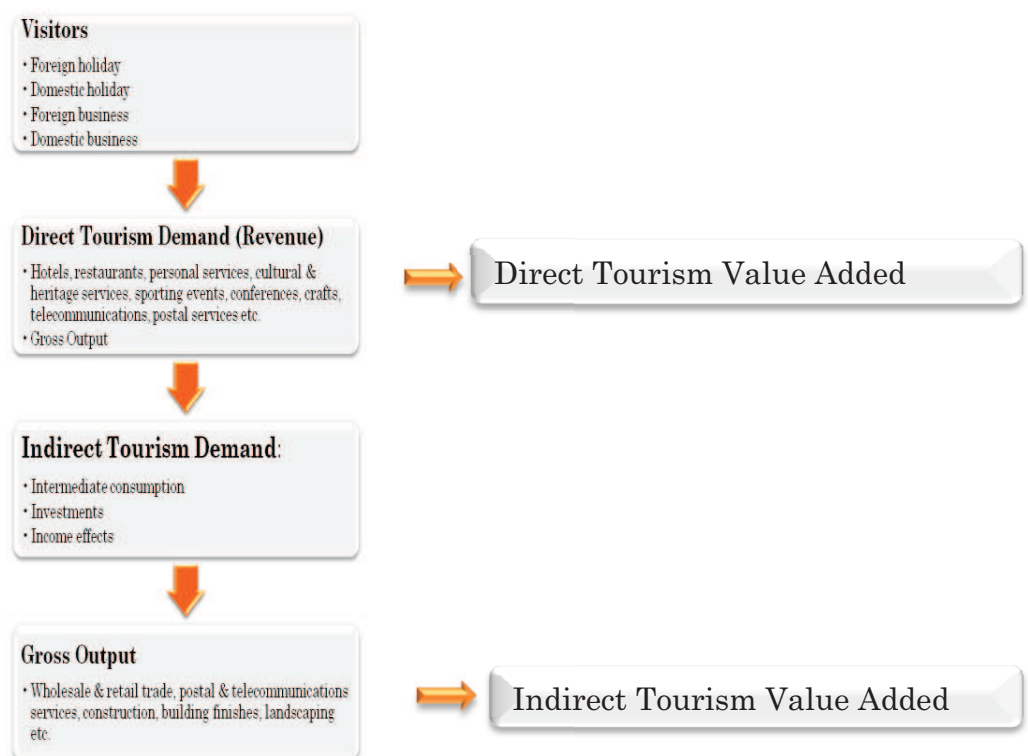 Visitors
• Foreign holiday
• Domestic holiday
• Foreign business
• Domestic business
Direct Tourism Demand (Revenue)
• Hotels, restaurants, personal services, cultural &
heritage services, sporting events, conferences, crafts,
telecommunications, postal services etc.
• Gross Output
Direct Tourism Value Added
Indirect Tourism Demand:
• Intermediate consumption
• Investments
• Income effects
Gross Output
• Wholesale & retail trade, postal & telecommunications
services, construction, building finishes, landscaping
etc.
Indirect Tourism Value Added